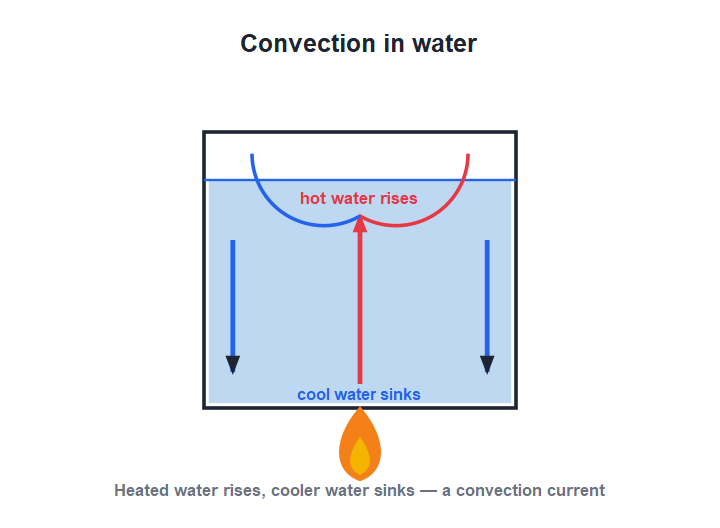 Convection in water
hot water rises
cool water sinks
Heated water rises, cooler water sinks — a convection current